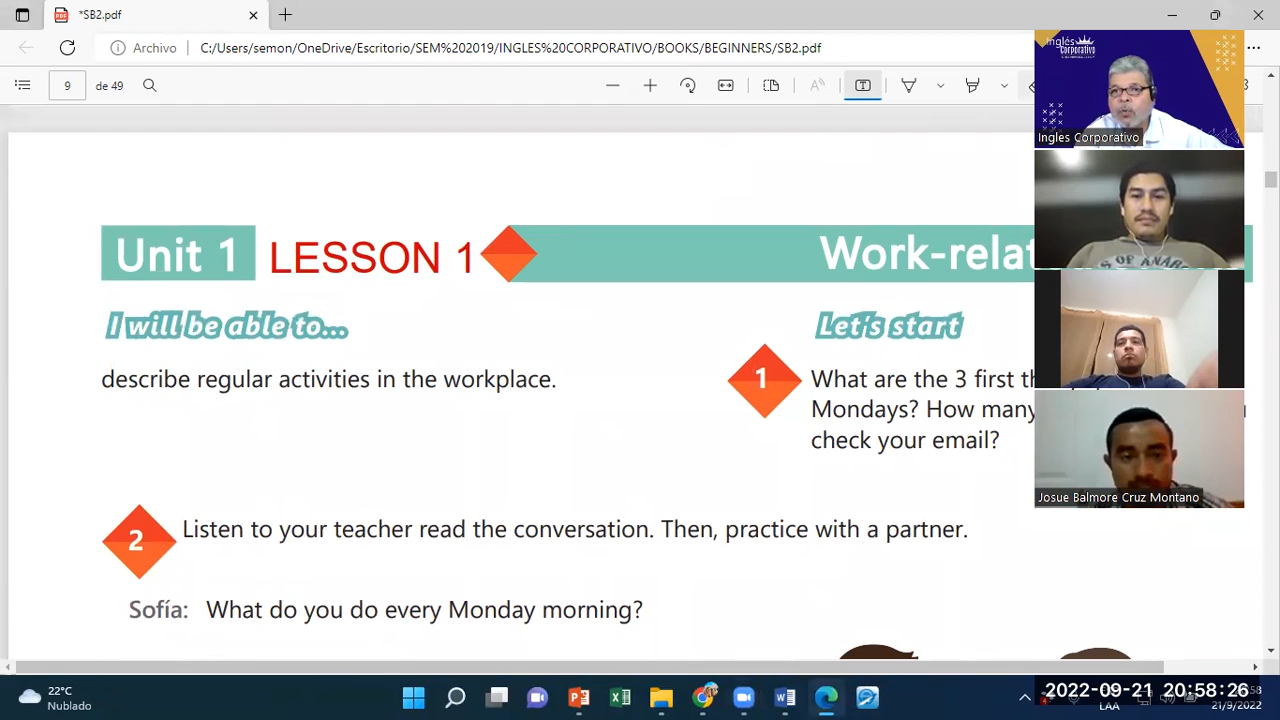 *SB2.pdf
Archivo
C:/Users/semon/OneDrive/Escritorio/SEM%202019/INGLES%20CORPORATIVO/BOOKS/BEGINNERS/SB2.pdf
9 de 49
Inglés
Corporativo
Ingles Corporativo
Unit 1 LESSON 1
Work-relat
I will be able to...
Let's start
describe regular activities in the workplace.
1 What are the 3 first th
Mondays? How many
check your email?
S OF ANARC
Josue Balmore Cruz Montano
2 Listen to your teacher read the conversation. Then, practice with a partner.
Sofía: What do you do every Monday morning?
22°C
Nublado
2022-09-21 20:58:26
LAA
21/9/2022